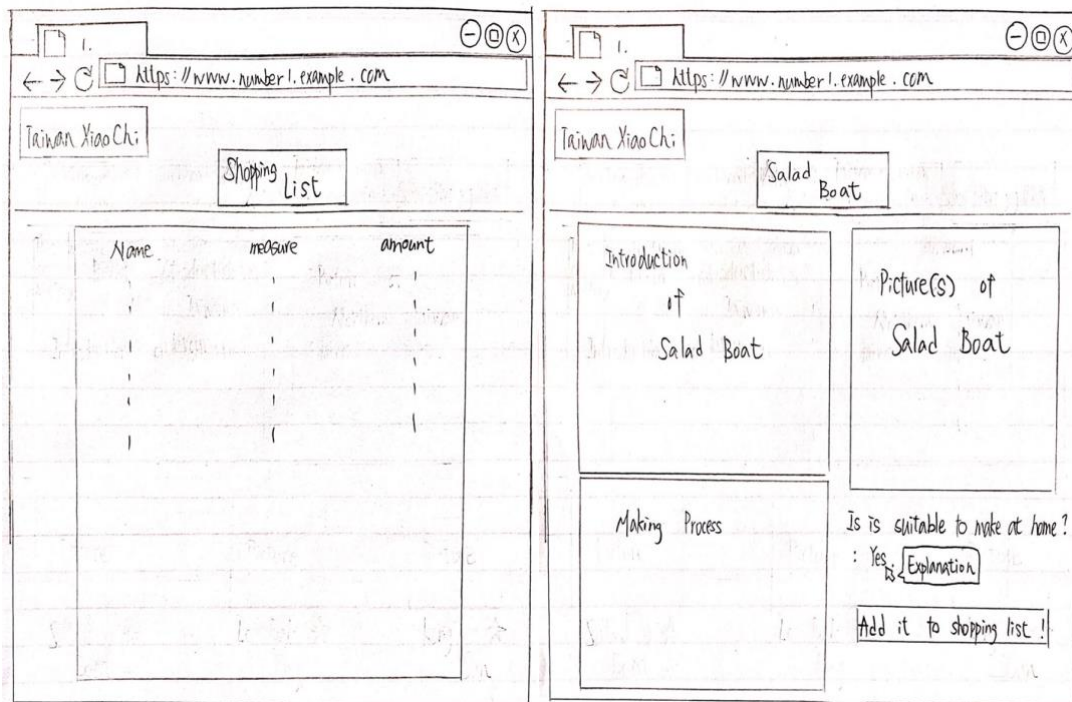 1.
https://www.number1.example.com
Taiwan XiaoChi
Shopping
List
Name measure amount
1.
https://www.number1.example.com
Taiwan XiaoChi
Salad
Boat
Introduction
of
Salad Boat
Picture(s) of
Salad Boat
Making Process
Is is suitable to make at home?
: Yes.
Explanation
Add it to shopping list !